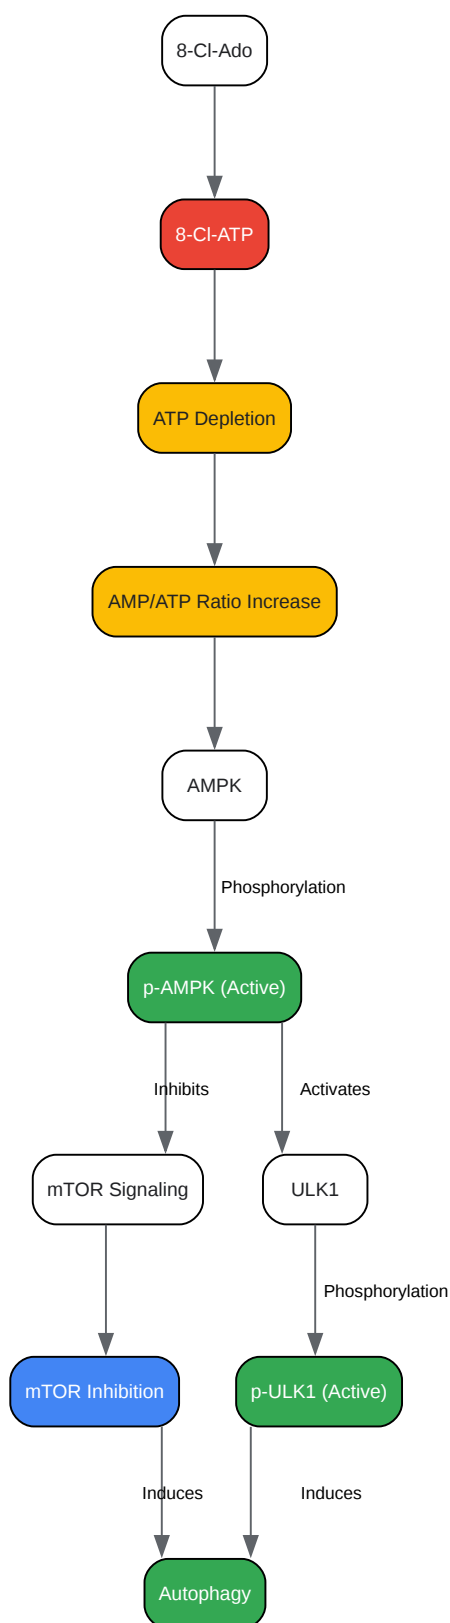 8-Cl-Ado
8-Cl-ATP
ATP Depletion
AMP/ATP Ratio Increase
AMPK
Phosphorylation
p-AMPK (Active)
Inhibits
Activates
mTOR Signaling
ULK1
Phosphorylation
mTOR Inhibition
p-ULK1 (Active)
Induces
Induces
Autophagy